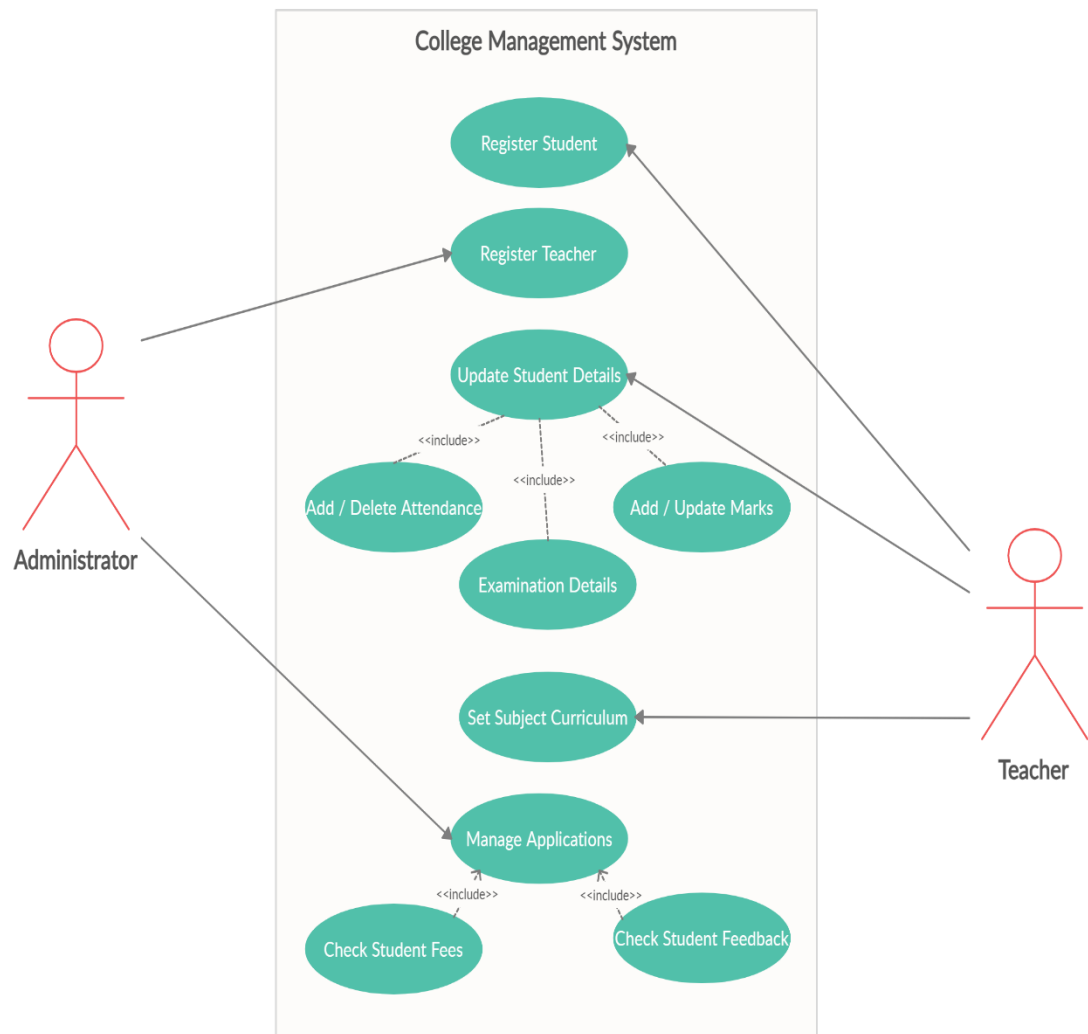 College Management System
Register Student
Register Teacher
Update Student Details
<<include>>
<<include>>
<<include>>
Add / Delete Attendance
Add / Update Marks
Administrator
Examination Details
Set Subject Curriculum
Teacher
Manage Applications
<<include>>
<<include>>
Check Student Fees
Check Student Feedback